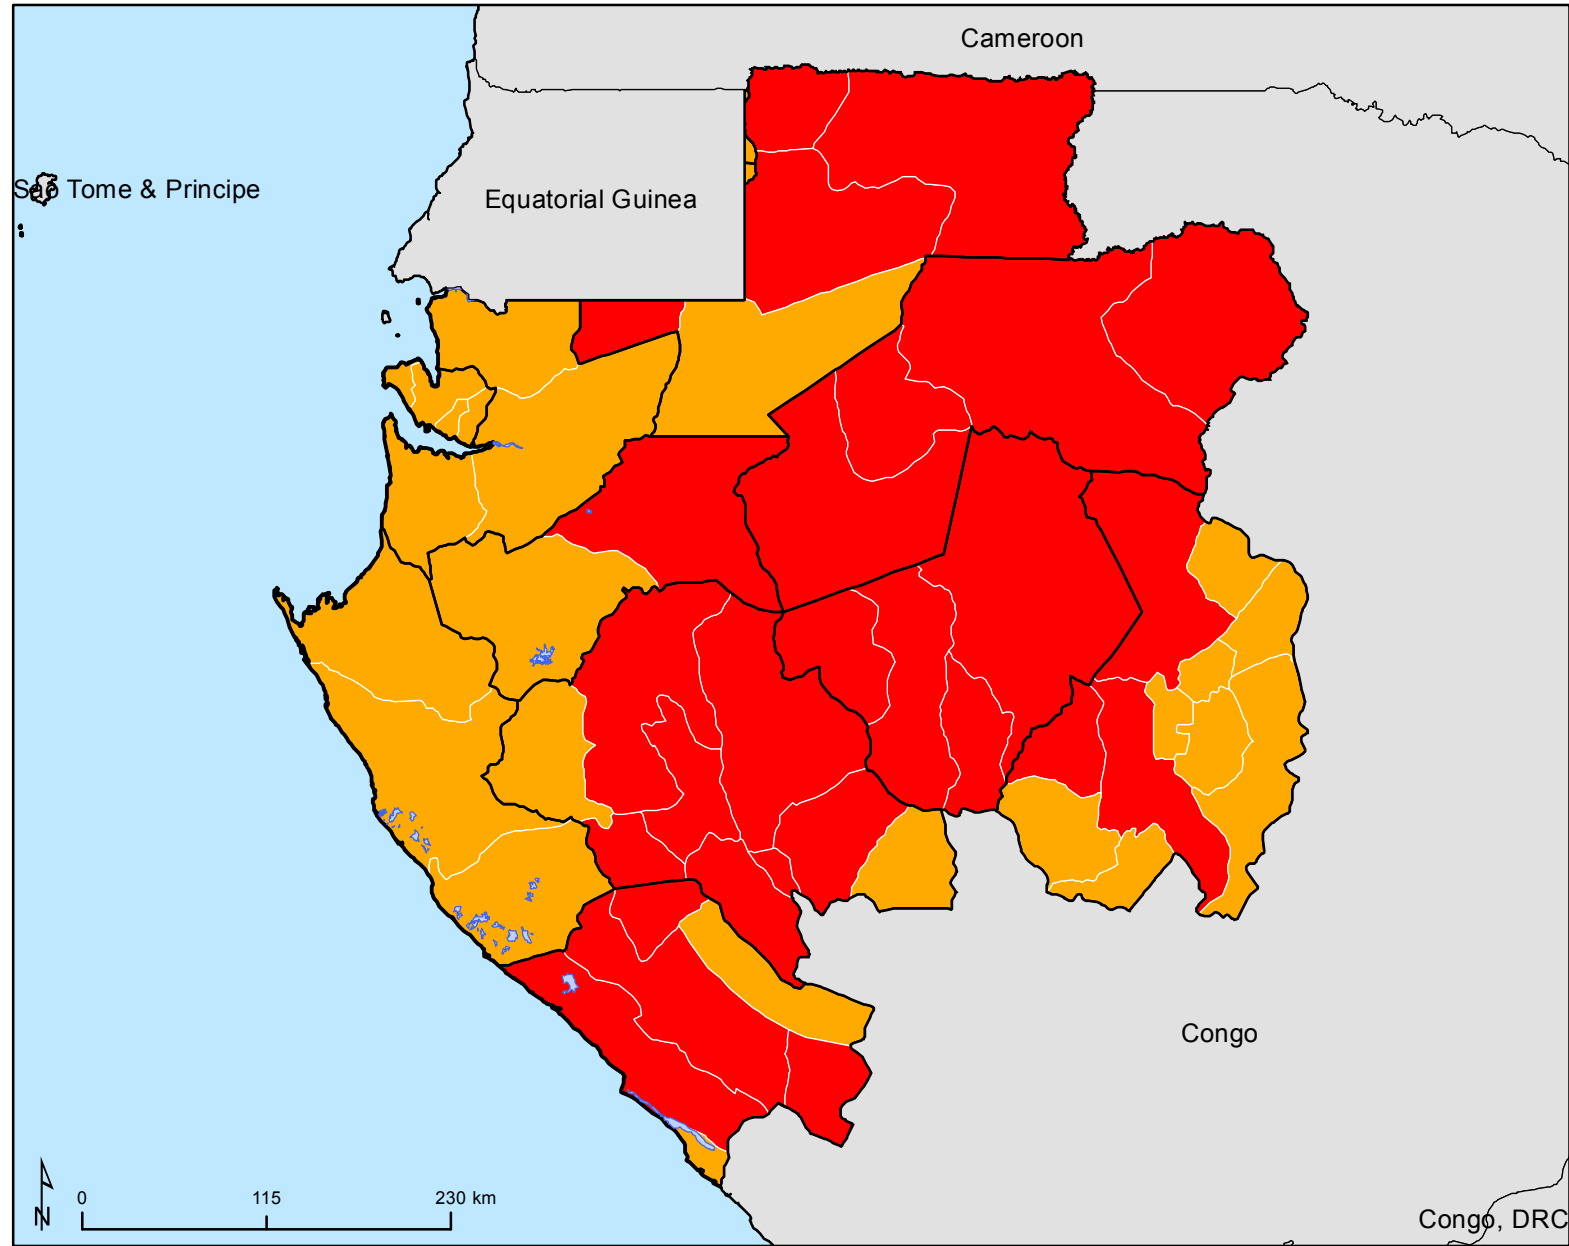 Cameroon
Sao Tome & Principe
Equatorial Guinea
Congo
N
0 115 230 km
Congo, DRC